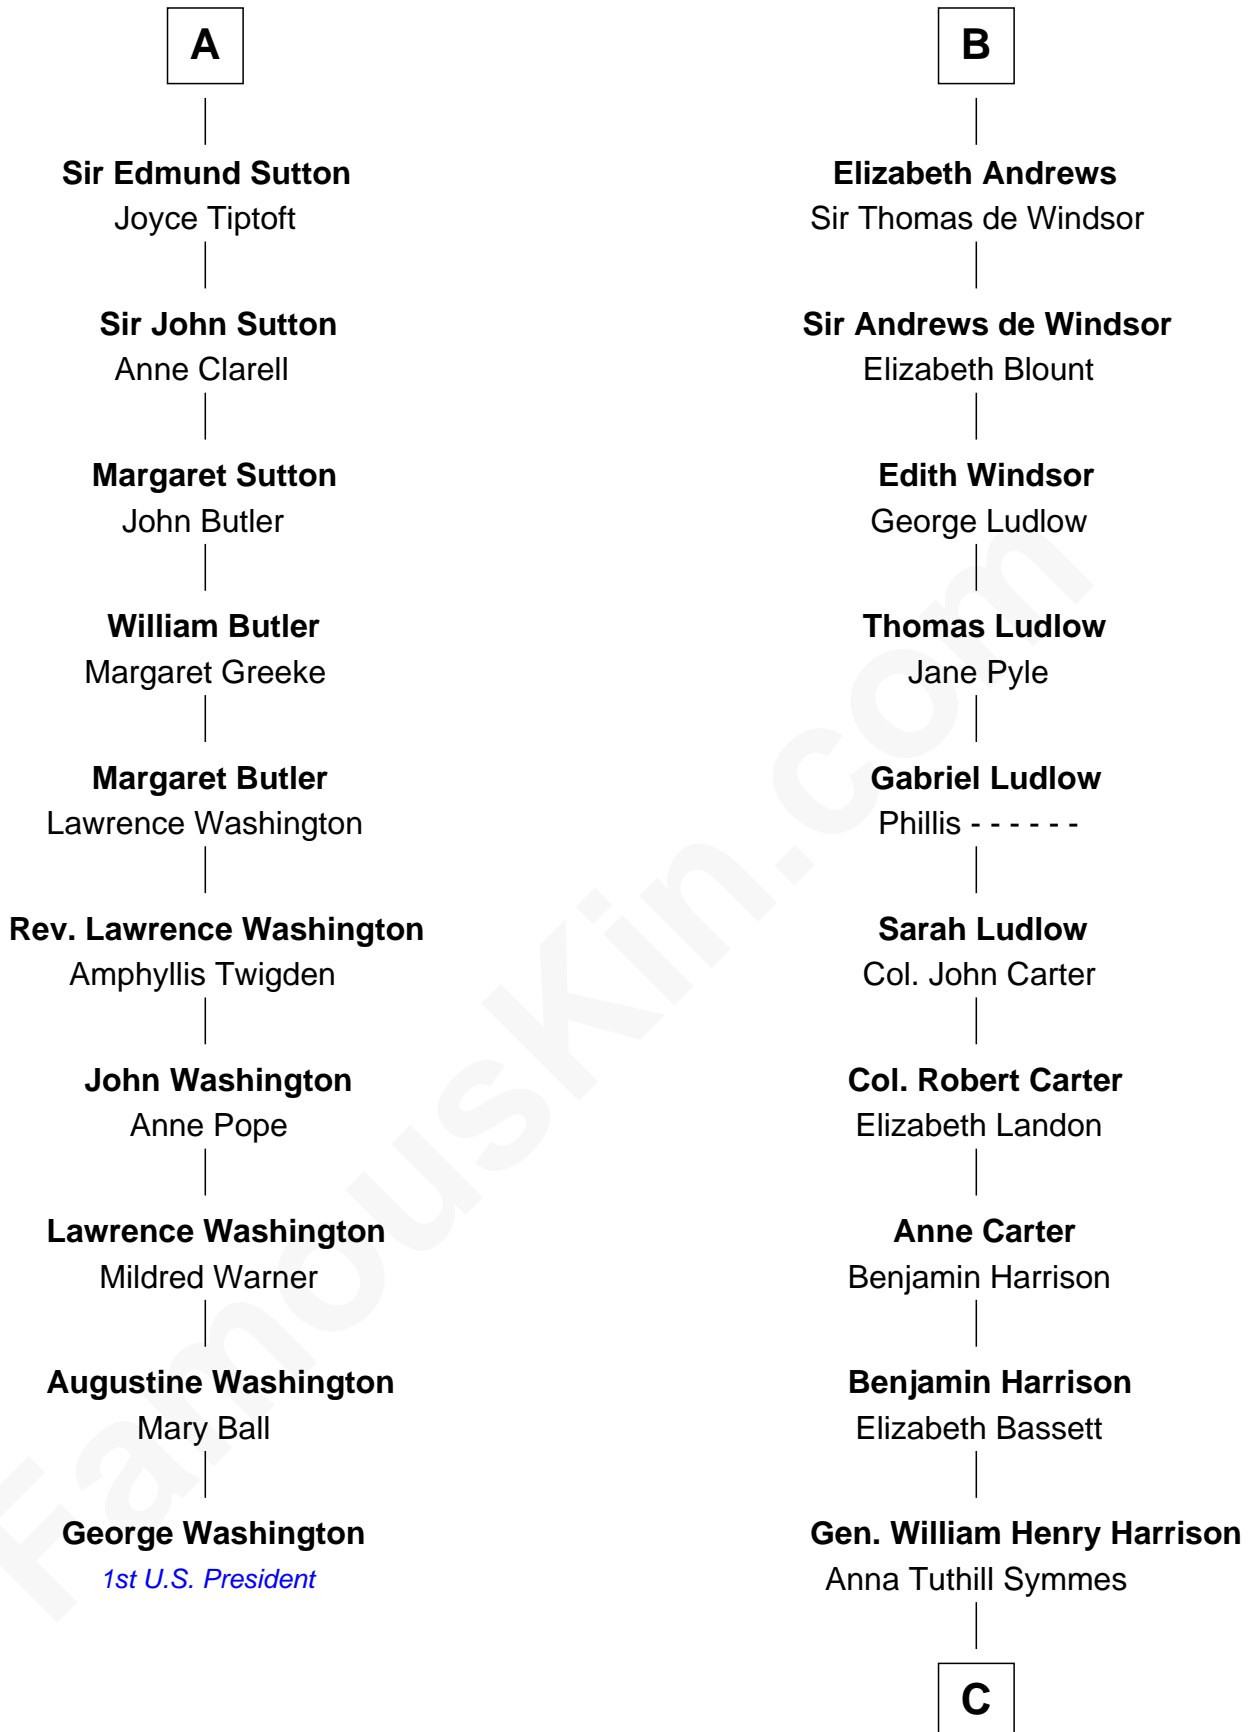 A
Sir Edmund Sutton
Joyce Tiptoft
Sir John Sutton
Anne Clarell
Margaret Sutton
John Butler
William Butler
Margaret Greeke
Margaret Butler
Lawrence Washington
Rev. Lawrence Washington
Amphyllis Twigden
John Washington
Anne Pope
Lawrence Washington
Mildred Warner
Augustine Washington
Mary Ball
George Washington
1st U.S. President
B
Elizabeth Andrews
Sir Thomas de Windsor
Sir Andrews de Windsor
Elizabeth Blount
Edith Windsor
George Ludlow
Thomas Ludlow
Jane Pyle
Gabriel Ludlow
Phillis - - - - - -
Sarah Ludlow
Col. John Carter
Col. Robert Carter
Elizabeth Landon
Anne Carter
Benjamin Harrison
Benjamin Harrison
Elizabeth Bassett
Gen. William Henry Harrison
Anna Tuthill Symmes
C
FamousKin.com